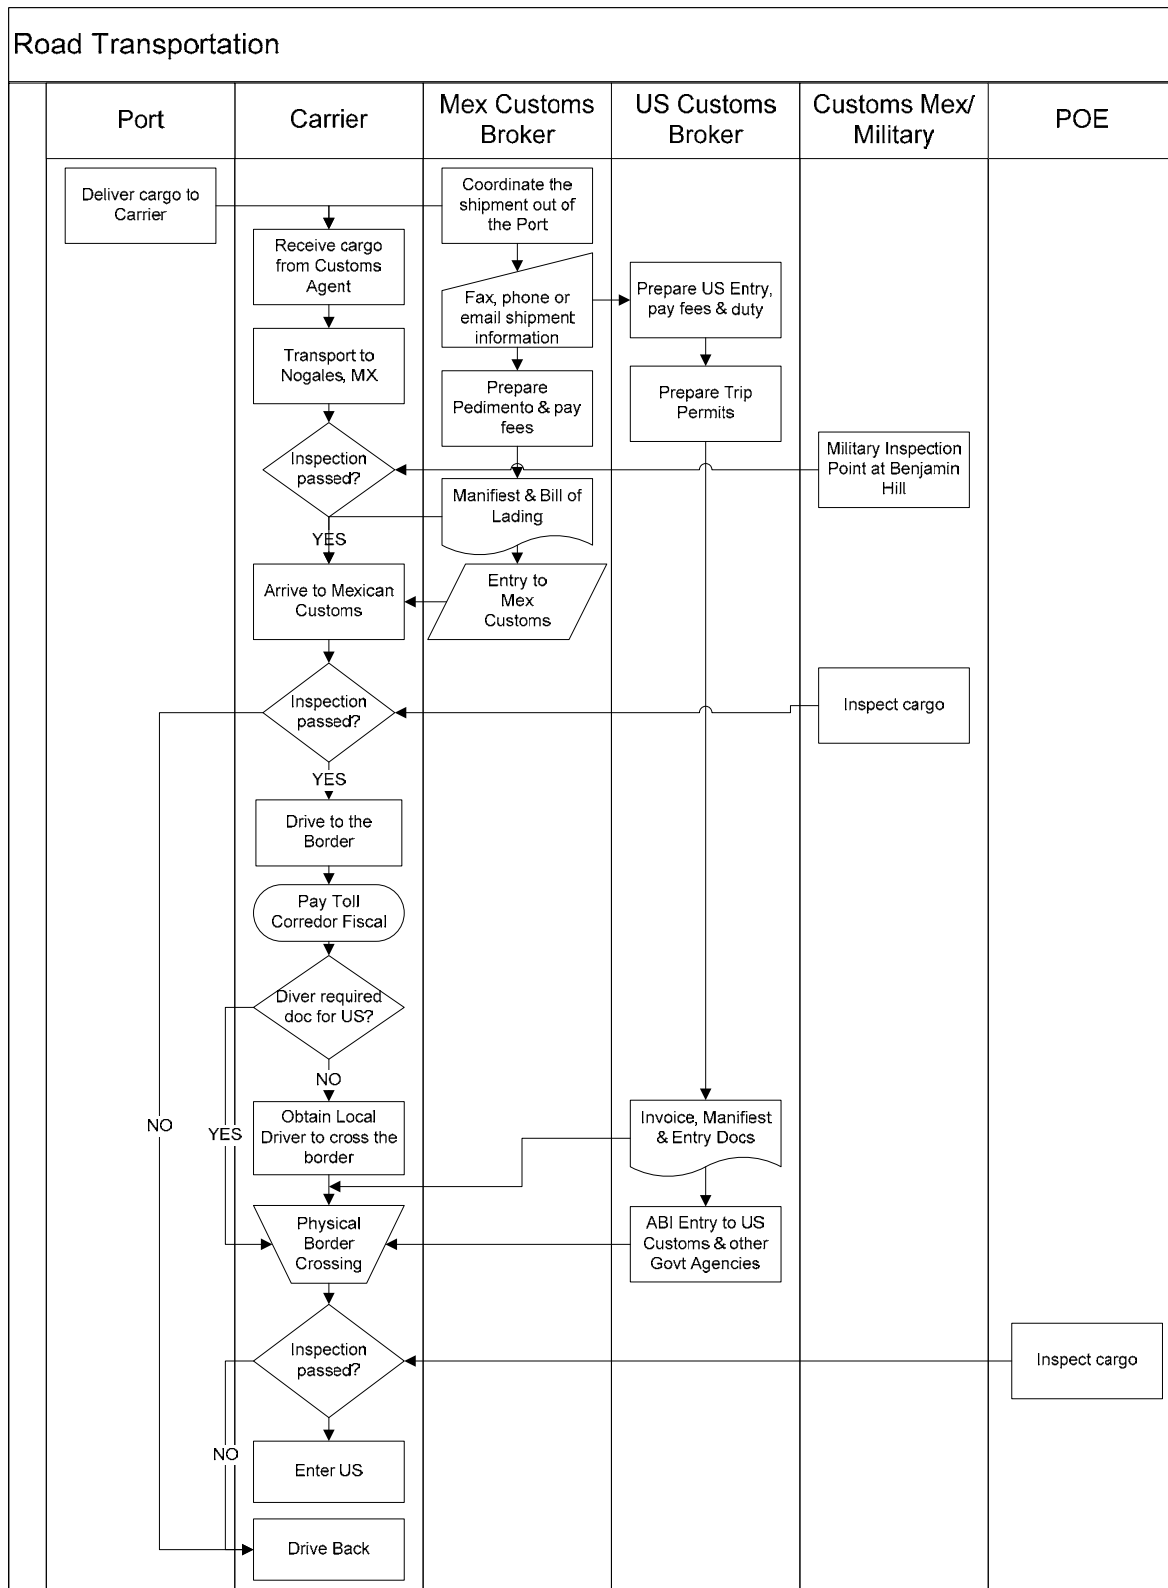 Road Transportation
Port
Carrier
Mex Customs
Broker
US Customs
Broker
Customs Mex/
Military
POE
Deliver cargo to
Carrier
Coordinate the
shipment out of
the Port
Receive cargo
from Customs
Agent
Fax, phone or
email shipment
information
Prepare US Entry,
pay fees & duty
Transport to
Nogales, MX
Prepare
Pedimento & pay
fees
Prepare Trip
Permits
Inspection
passed?
Military Inspection
Point at Benjamin
Hill
Manifiest & Bill of
Lading
YES
Arrive to Mexican
Customs
Entry to
Mex
Customs
Inspection
passed?
Inspect cargo
YES
Drive to the
Border
Pay Toll
Corredor Fiscal
Diver required
doc for US?
NO
NO
YES
Obtain Local
Driver to cross the
border
Invoice, Manifiest
& Entry Docs
Physical
Border
Crossing
ABI Entry to US
Customs & other
Govt Agencies
Inspection
passed?
Inspect cargo
NO
Enter US
Drive Back